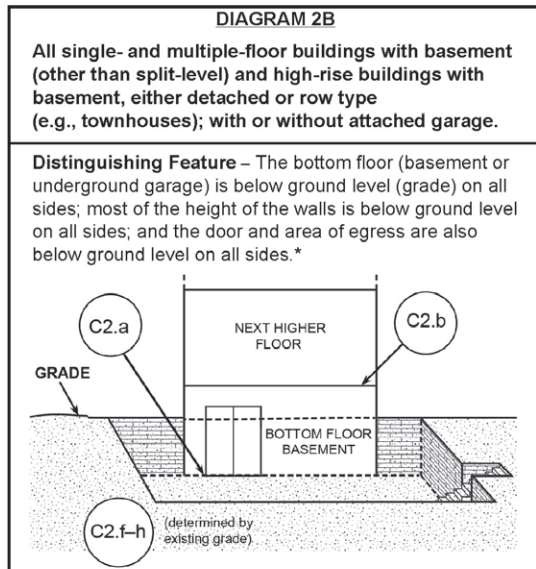 DIAGRAM 2B
All single- and multiple-floor buildings with basement
(other than split-level) and high-rise buildings with
basement, either detached or row type
(e.g., townhouses); with or without attached garage.
Distinguishing Feature – The bottom floor (basement or
underground garage) is below ground level (grade) on all
sides; most of the height of the walls is below ground level
on all sides; and the door and area of egress are also
below ground level on all sides.*
C2.a
NEXT HIGHER
FLOOR
C2.b
GRADE
BOTTOM FLOOR
BASEMENT
C2.f–h
(determined by
existing grade)